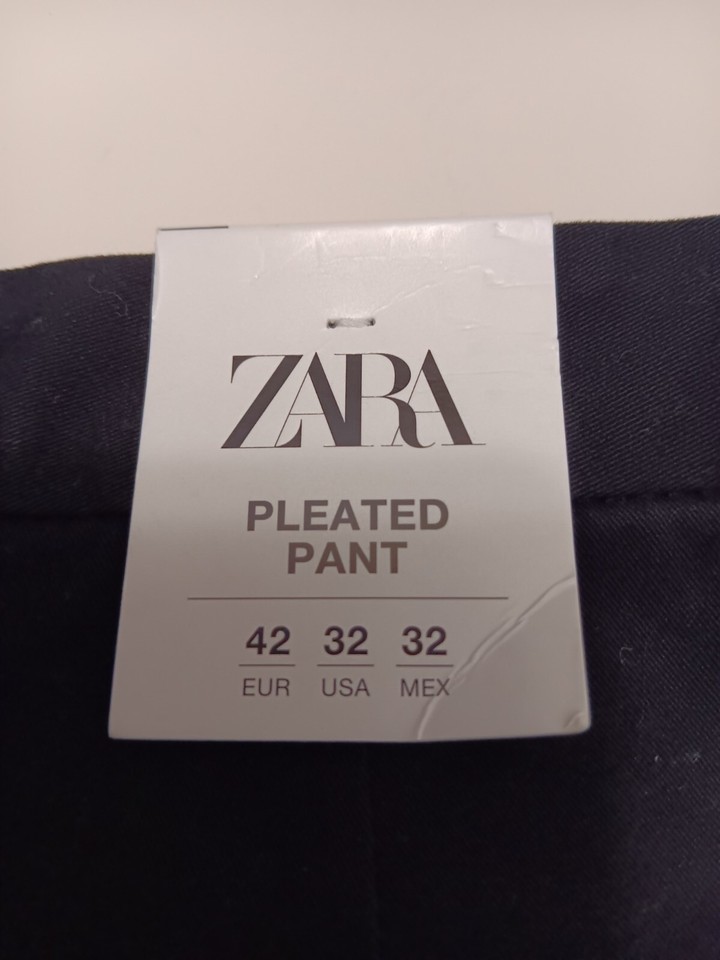 ZARA
PLEATED
PANT
42 32 32
EUR USA MEX